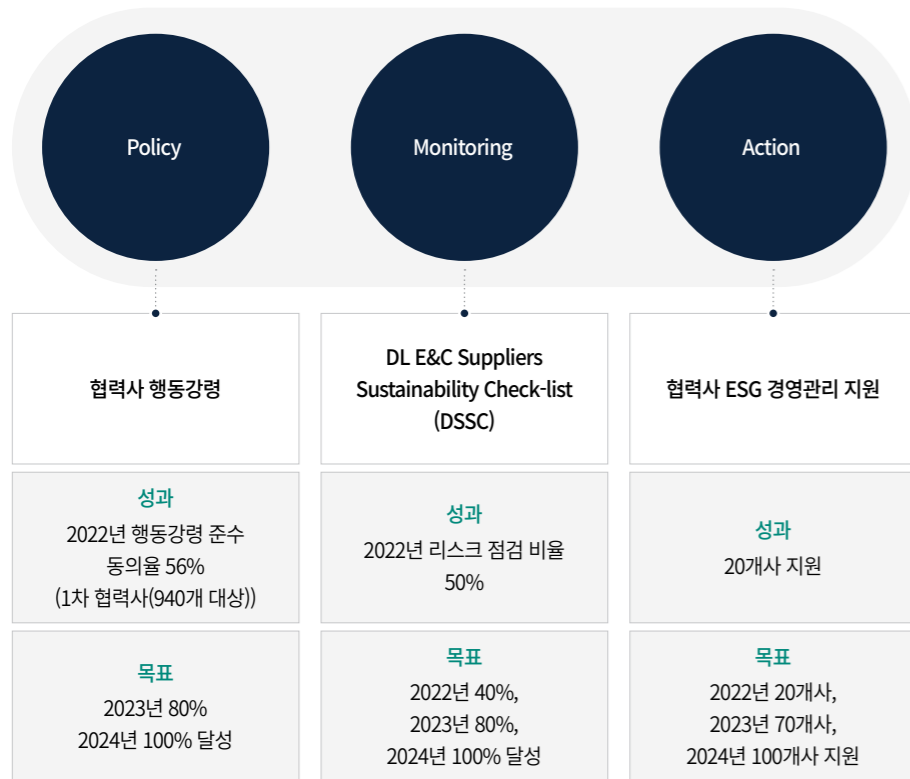 Policy
Monitoring
Action
협력사 행동강령
DL E&C Suppliers
Sustainability Check-list
(DSSC)
협력사 ESG 경영관리 지원
성과
2022년 행동강령 준수
동의율 56%
(1차 협력사(940개 대상))
성과
2022년 리스크 점검 비율
50%
성과
20개사 지원
목표
2023년 80%
2024년 100% 달성
목표
2022년 40%,
2023년 80%,
2024년 100% 달성
목표
2022년 20개사,
2023년 70개사,
2024년 100개사 지원